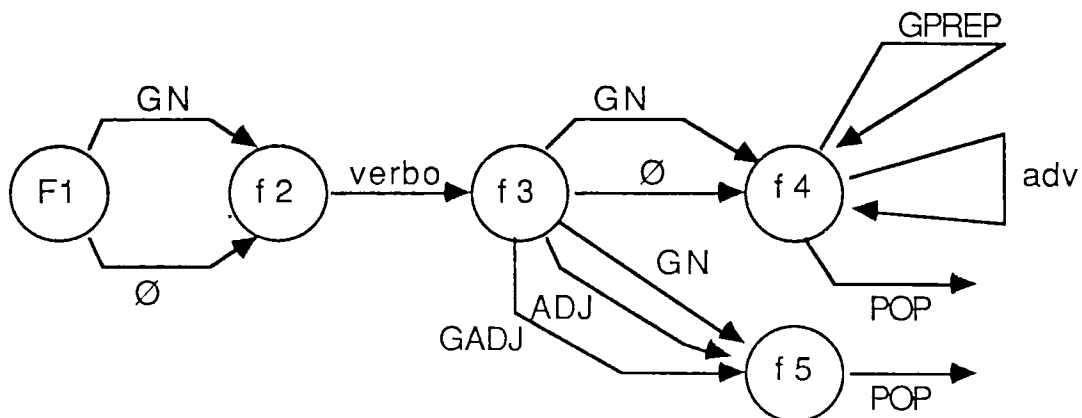 GPREP
GN
GN
F1
f 2
verbo
f 3
Ø
f 4
adv
Ø
GN
ADJ
GADJ
POP
f 5
POP